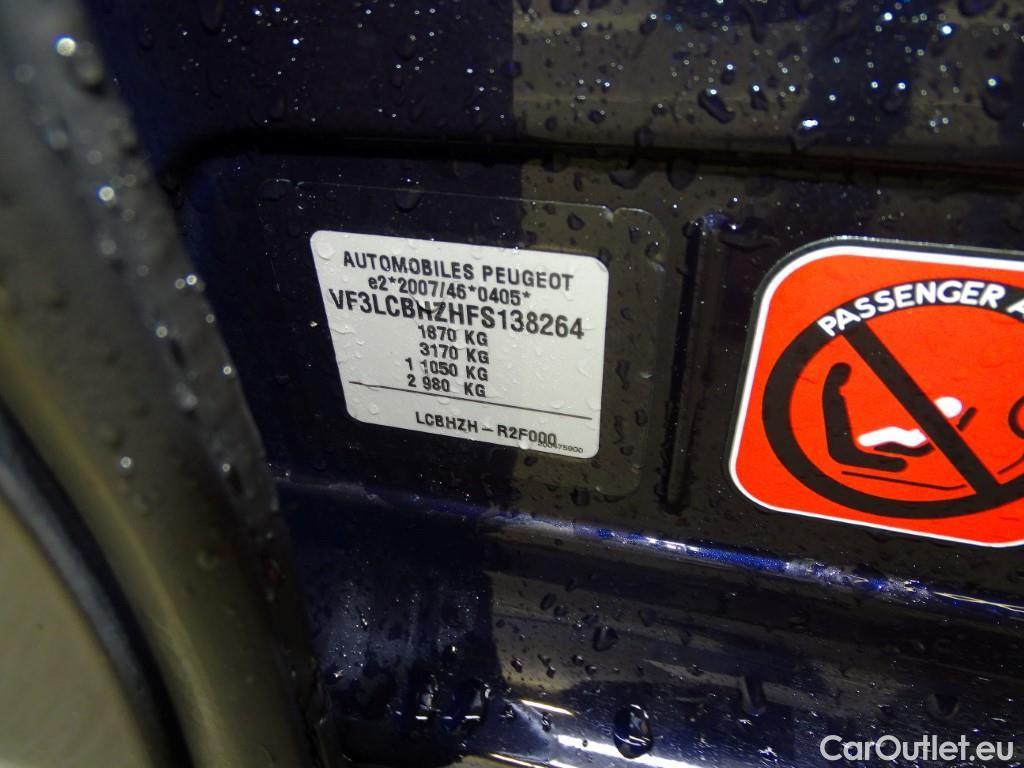 AUTOMOBILES PEUGEOT
e2*2007/46*0405*
VF3LCBHZHFS138264
1870 KG
3170 KG
1 1050 KG
2 980 KG
LCBHZH-R2F000
PASSENGER
CarOutlet.eu